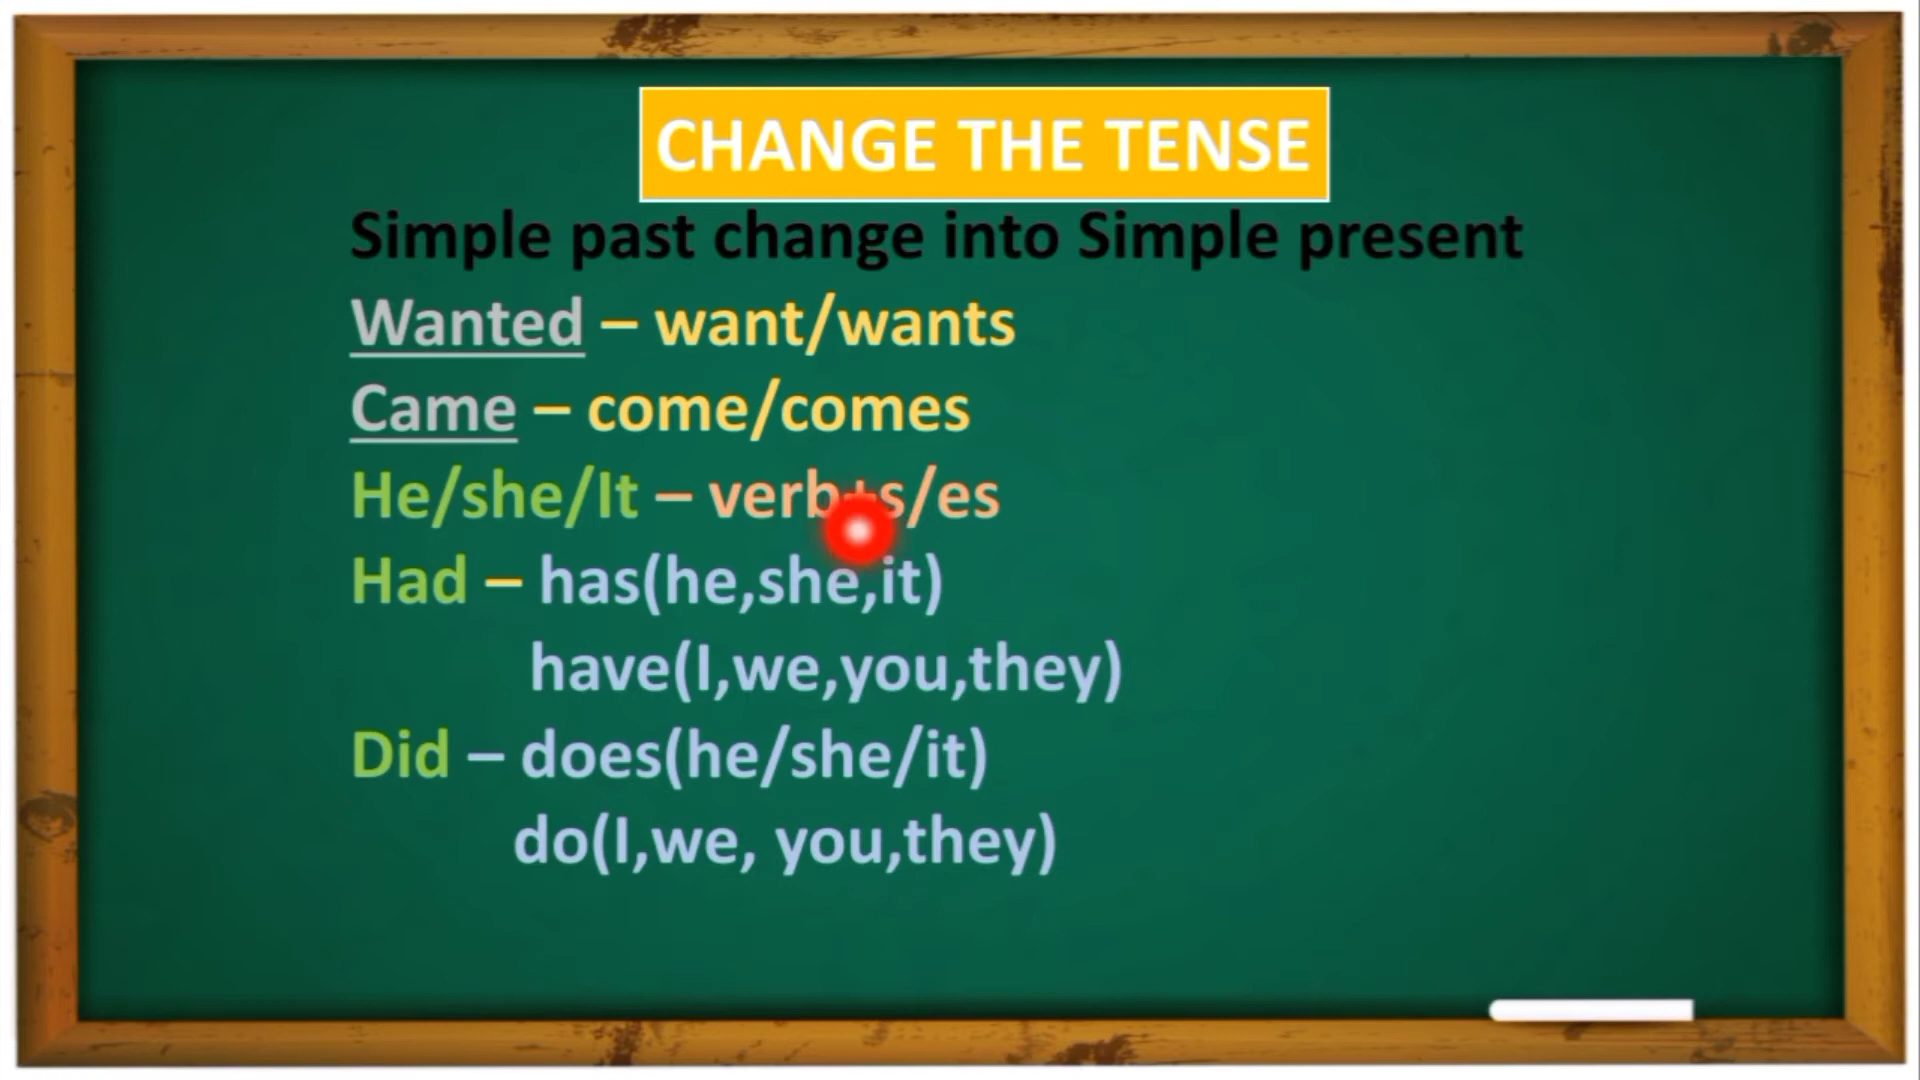 CHANGE THE TENSE
Simple past change into Simple present
Wanted – want/wants
Came – come/comes
He/she/It – verb+s/es
Had – has(he,she,it)
have(I,we,you,they)
Did – does(he/she/it)
do(I,we, you,they)